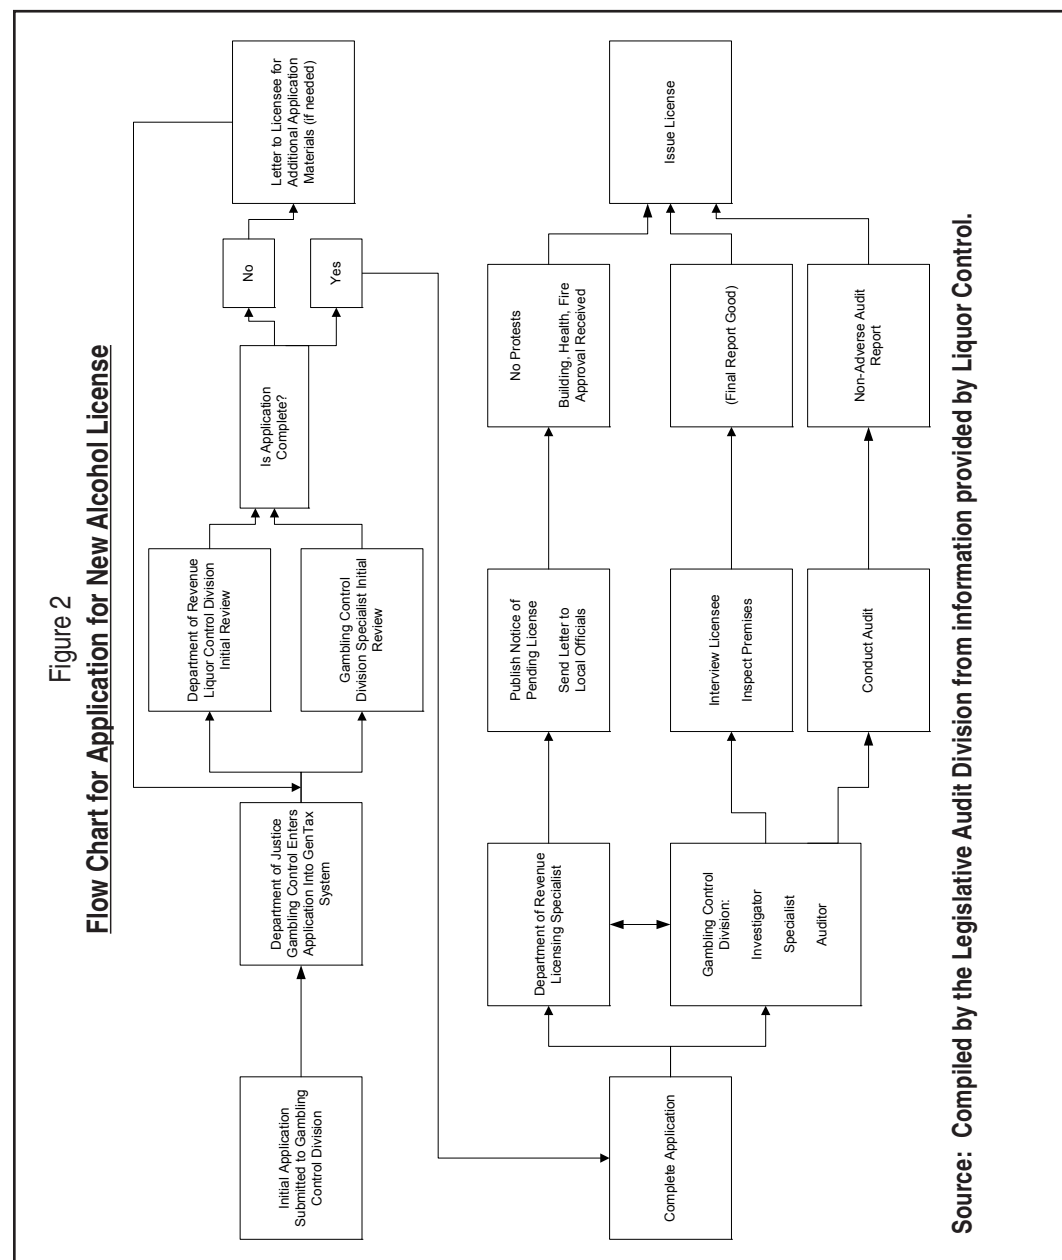 Figure 2
Flow Chart for Application for New Alcohol License
Initial Application
Submitted to Gambling
Control Division
Department of Justice
Gambling Control Enters
Application Into GenTax
System
Department of Revenue
Liquor Control Division
Initial Review
Gambling Control
Division Specialist Initial
Review
Is Application
Complete?
No
Yes
Letter to Licensee for
Additional Application
Materials (if needed)
Complete Application
Department of Revenue
Licensing Specialist
Gambling Control
Division:
Investigator
Specialist
Auditor
Publish Notice of
Pending License
Send Letter to
Local Officials
Interview Licensee
Inspect Premises
Conduct Audit
No Protests
Building, Health, Fire
Approval Received
(Final Report Good)
Non-Adverse Audit
Report
Issue License
Source: Compiled by the Legislative Audit Division from information provided by Liquor Control.